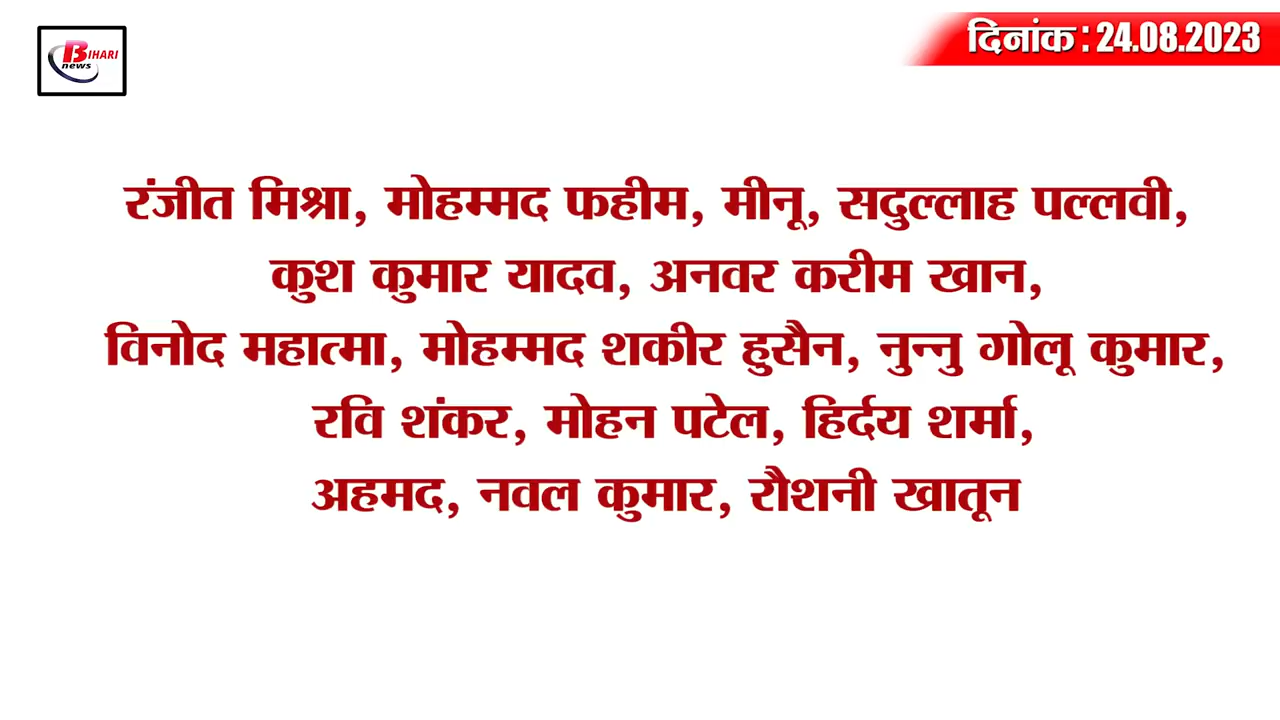 BIHARI
news
दिनांक : 24.08.2023
रंजीत मिश्रा, मोहम्मद फहीम, मीनू, सदुल्लाह पल्लवी,
कुश कुमार यादव, अनवर करीम खान,
विनोद महात्मा, मोहम्मद शकीर हुसैन, नुन्नु गोलू कुमार,
रवि शंकर, मोहन पटेल, हिर्दय शर्मा,
अहमद, नवल कुमार, रौशनी खातून